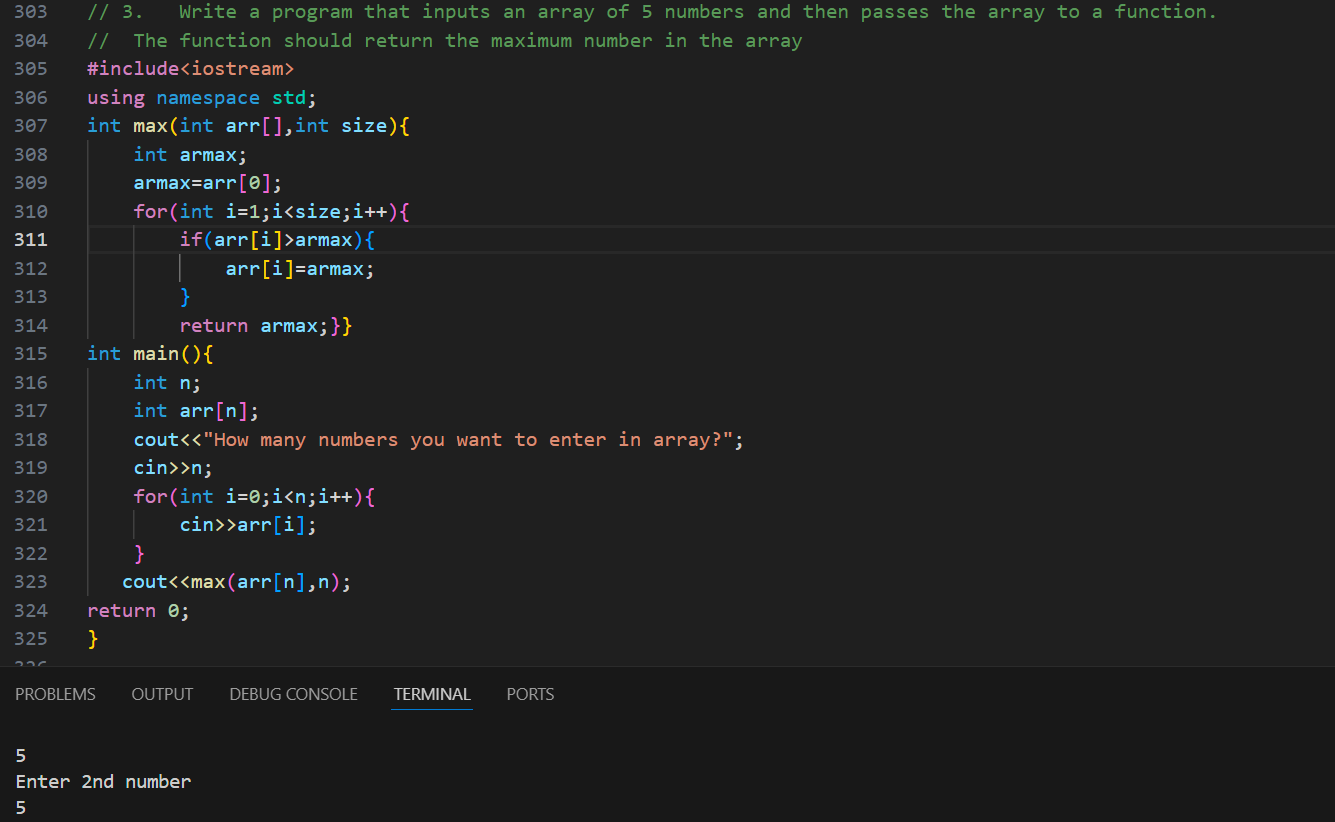 303 // 3.   Write a program that inputs an array of 5 numbers and then passes the array to a function.
304 //  The function should return the maximum number in the array
305 #include<iostream>
306 using namespace std;
307 int max(int arr[],int size){
308     int armax;
309     armax=arr[0];
310     for(int i=1;i<size;i++){
311         if(arr[i]>armax){
312             arr[i]=armax;
313         }
314         return armax;}}
315 int main(){
316     int n;
317     int arr[n];
318     cout<<"How many numbers you want to enter in array?";
319     cin>>n;
320     for(int i=0;i<n;i++){
321         cin>>arr[i];
322     }
323    cout<<max(arr[n],n);
324 return 0;
325 }
PROBLEMS OUTPUT DEBUG CONSOLE TERMINAL PORTS
5
Enter 2nd number
5